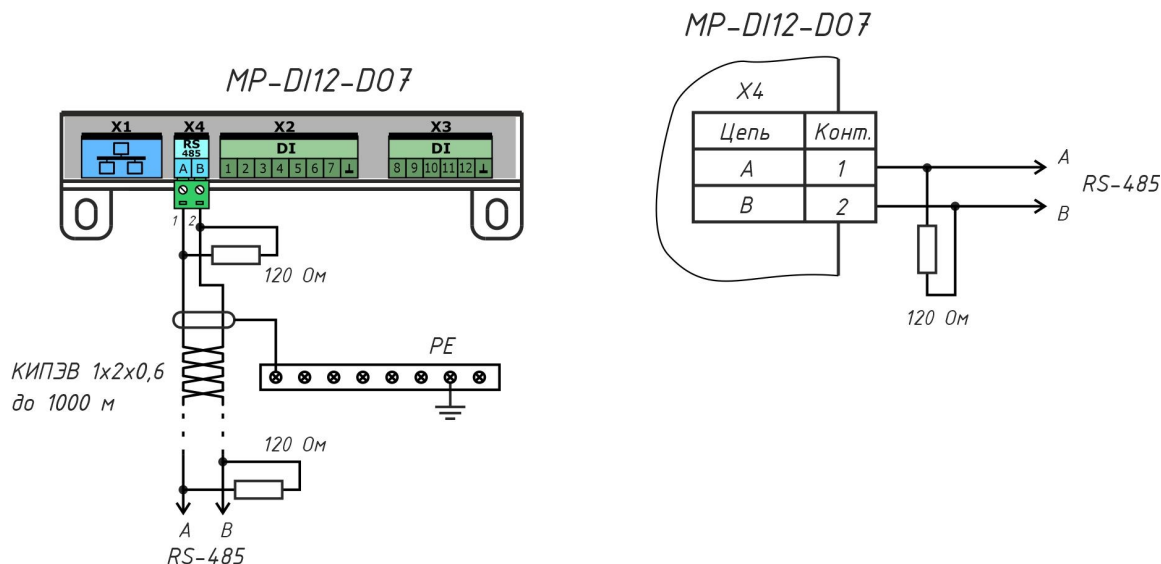 MP-DI12-DO7
X1 X4 X2 X3
RS
485
DI DI
A B 1 2 3 4 5 6 7 8 9 10 11 12
1 2
120 Ом
PE
КИПЭВ 1х2х0,6
до 1000 м
120 Ом
A B
RS-485
MP-DI12-DO7
X4
Цепь Конт.
A 1
B 2
A
RS-485
B
120 Ом